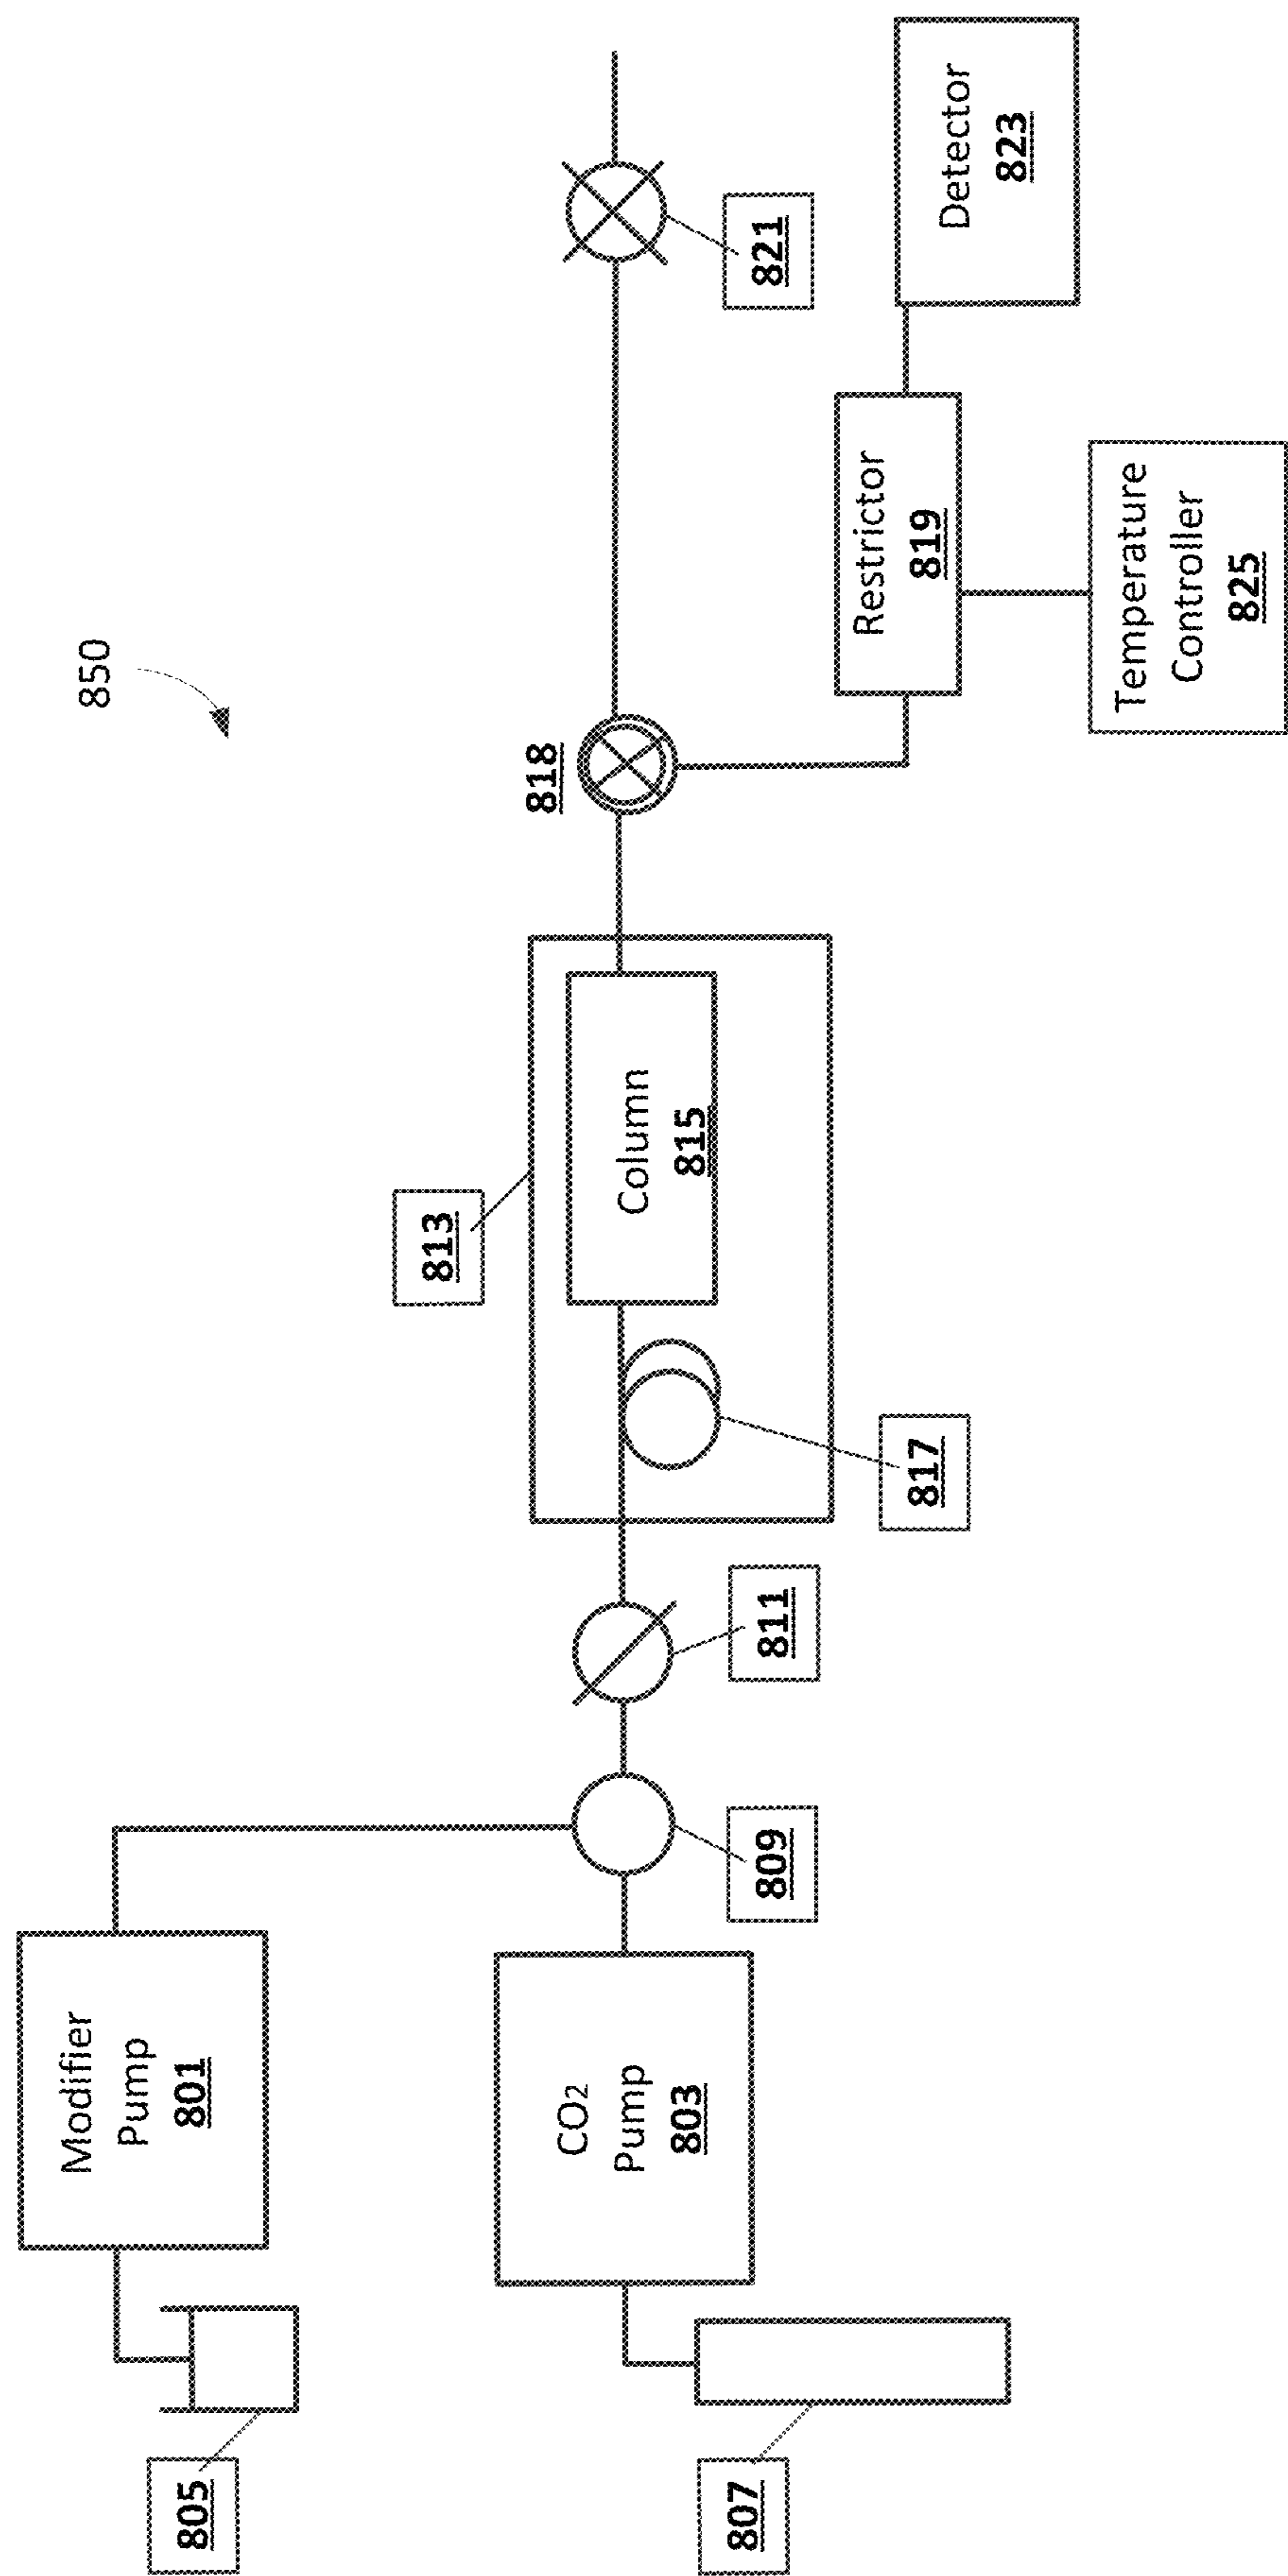 850
Modifier
Pump
801
805
CO2
Pump
803
807
809
811
813
Column
815
817
818
821
Restrictor
819
Detector
823
Temperature
Controller
825